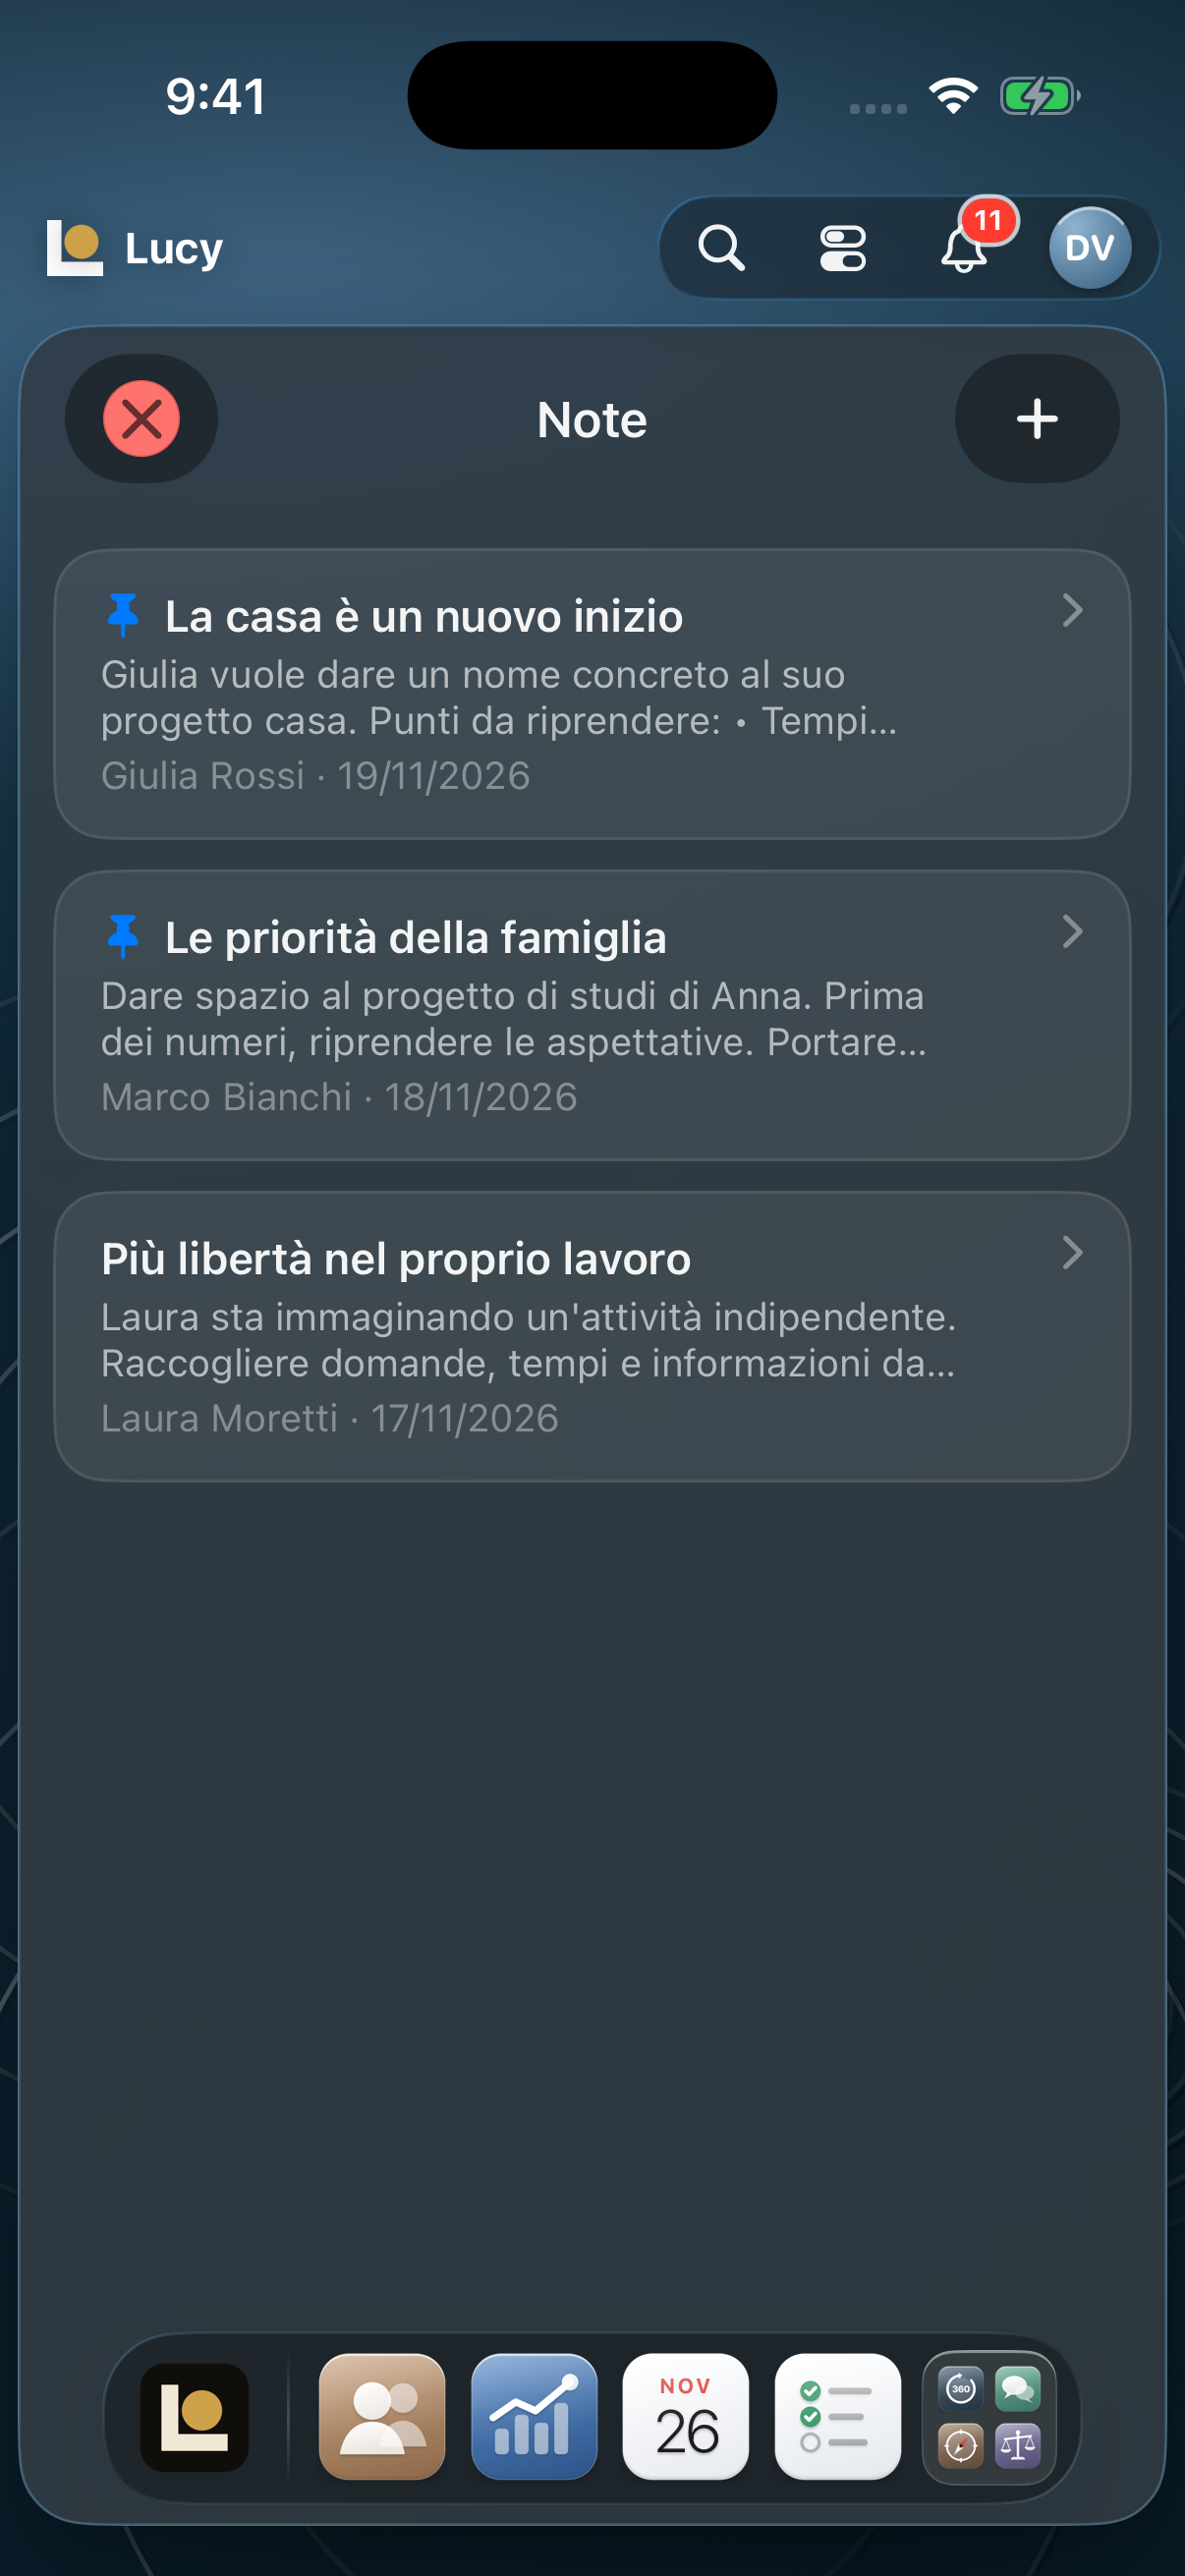 9:41
Lucy
11
DV
Note
La casa è un nuovo inizio
Giulia vuole dare un nome concreto al suo
progetto casa. Punti da riprendere: • Tempi...
Giulia Rossi · 19/11/2026
Le priorità della famiglia
Dare spazio al progetto di studi di Anna. Prima
dei numeri, riprendere le aspettative. Portare...
Marco Bianchi · 18/11/2026
Più libertà nel proprio lavoro
Laura sta immaginando un'attività indipendente.
Raccogliere domande, tempi e informazioni da...
Laura Moretti · 17/11/2026
NOV
26
360